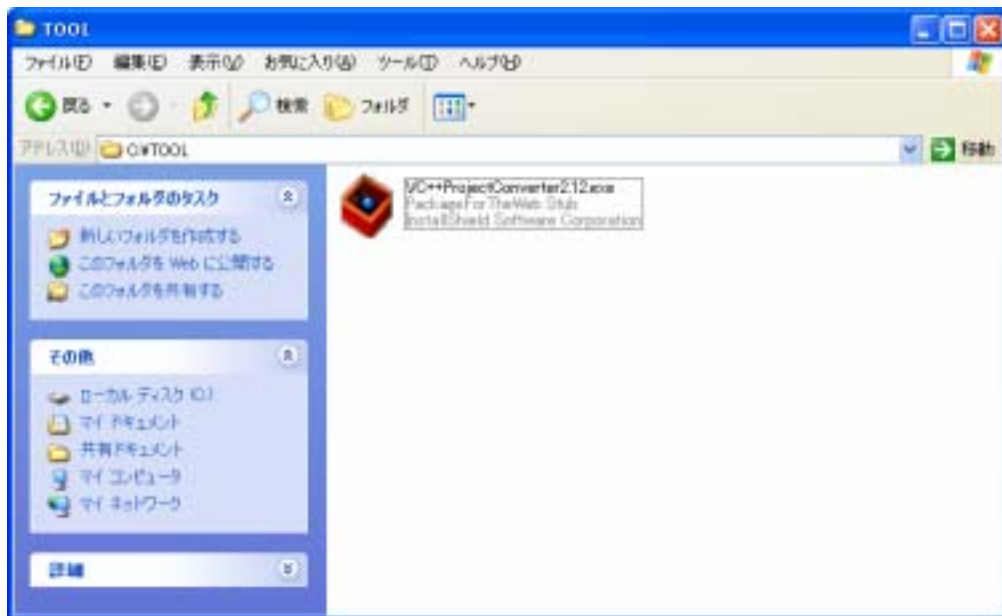 TOOL
ファイル(F) 編集(E) 表示(V) お気に入り(A) ツール(T) ヘルプ(H)
戻る 検索 フォルダ
アドレス(D) C:¥TOOL 移動
ファイルとフォルダのタスク
新しいフォルダを作成する
このフォルダを Web に公開する
このフォルダを共有する
その他
ローカル ディスク (C:)
マイ ドキュメント
共有ドキュメント
マイ コンピュータ
マイ ネットワーク
詳細
VC++ProjectConverter2.12.exe
PackageForTheWeb Stub
InstallShield Software Corporation